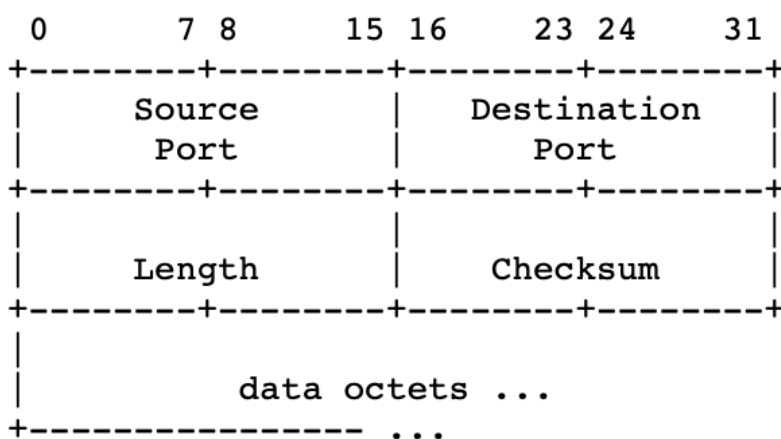 0 7 8 15 16 23 24 31
+--------+--------+--------+--------+
| Source | Destination |
| Port | Port |
+--------+--------+--------+--------+
| | |
| Length | Checksum |
+--------+--------+--------+--------+
|
| data octets ...
+---------------- ...